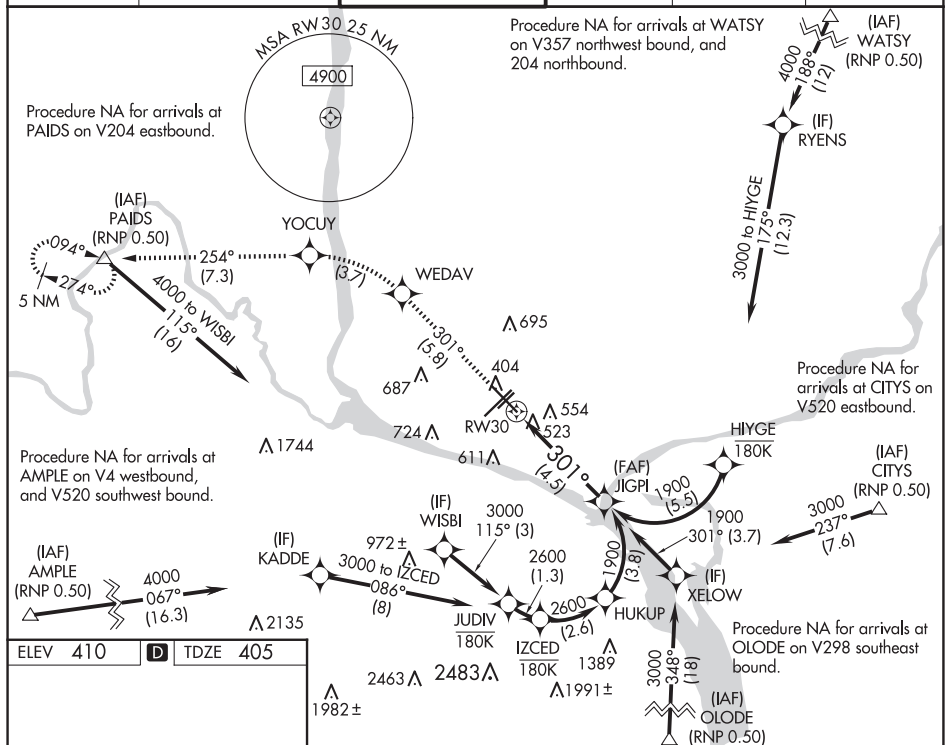 MSA RW30 25 NM
4900
Procedure NA for arrivals at WATSY
on V357 northwest bound, and
204 northbound.
(IAF)
WATSY
(RNP 0.50)
4000
188°
(12)
Procedure NA for arrivals at
PAIDS on V204 eastbound.
(IF)
RYENS
3000 to HIYGE
175°
(12.3)
(IAF)
PAIDS
(RNP 0.50)
YOCUY
094°
274°
5 NM
254°
(7.3)
(3.7)
WEDAV
4000 to WISBI
115°
(16)
301°
(5.8)
695
404
687
554
523
RW30
724
611
1744
Procedure NA for
arrivals at CITYS on
V520 eastbound.
HIYGE
180K
301°
(4.5)
(FAF)
JIGPI
1900
(5.5)
(IAF)
CITYS
(RNP 0.50)
3000
237°
(7.6)
Procedure NA for arrivals at
AMPLE on V4 westbound,
and V520 southwest bound.
1900
301° (3.7)
(IF)
WISBI
3000
115° (3)
(IF)
KADDE
972±
3000 to IZCED
086°
(8)
2600
(1.3)
1900
(3.8)
(IF)
XELOW
(IAF)
AMPLE
(RNP 0.50)
4000
067°
(16.3)
JUDIV
180K
2600
(2.6)
HUKUP
IZCED
180K
2135
1389
Procedure NA for arrivals at
OLODE on V298 southeast
bound.
3000
348°
(18)
ELEV 410
D
TDZE 405
2463
2483
1991±
1982±
(IAF)
OLODE
(RNP 0.50)